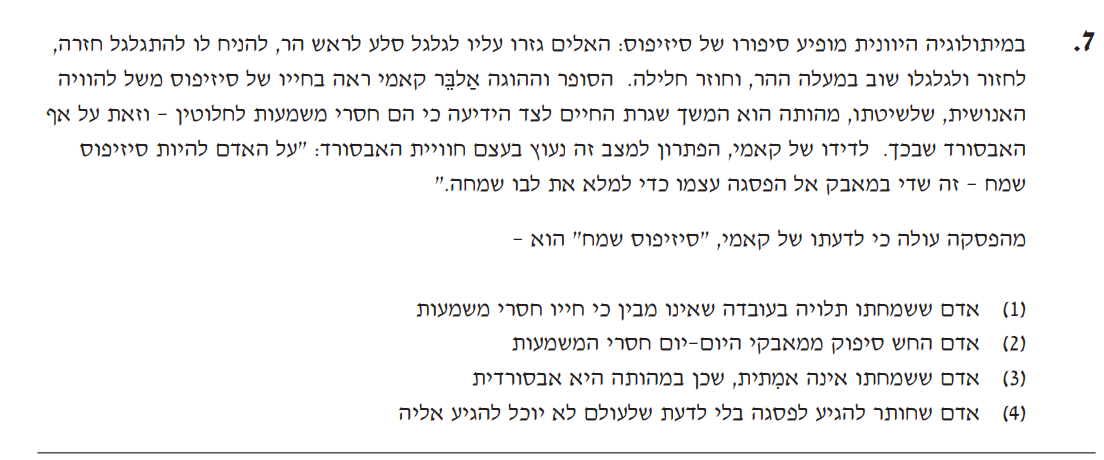 7. במיתולוגיה היוונית מופיע סיפורו של סיזיפוס: האלים גזרו עליו לגלגל סלע לראש הר, להניח לו להתגלגל חזרה,
לחזור ולגלגלו שוב במעלה ההר, וחוזר חלילה. הסופר וההוגה אַלבֵּר קאמי ראה בחייו של סיזיפוס משל להוויה
האנושית, שלשיטתו, מהותה הוא המשך שגרת החיים לצד הידיעה כי הם חסרי משמעות לחלוטין – וזאת על אף
האבסורד שבכך. לדידו של קאמי, הפתרון למצב זה נעוץ בעצם חוויית האבסורד: "על האדם להיות סיזיפוס
שמח – זה שדי במאבק אל הפסגה עצמו כדי למלא את לבו שמחה."
מהפסקה עולה כי לדעתו של קאמי, "סיזיפוס שמח" הוא –
(1) אדם ששמחתו תלויה בעובדה שאינו מבין כי חייו חסרי משמעות
(2) אדם החש סיפוק ממאבקי היום-יום חסרי המשמעות
(3) אדם ששמחתו אינה אמִתית, שכן במהותה היא אבסורדית
(4) אדם שחותר להגיע לפסגה בלי לדעת שלעולם לא יוכל להגיע אליה